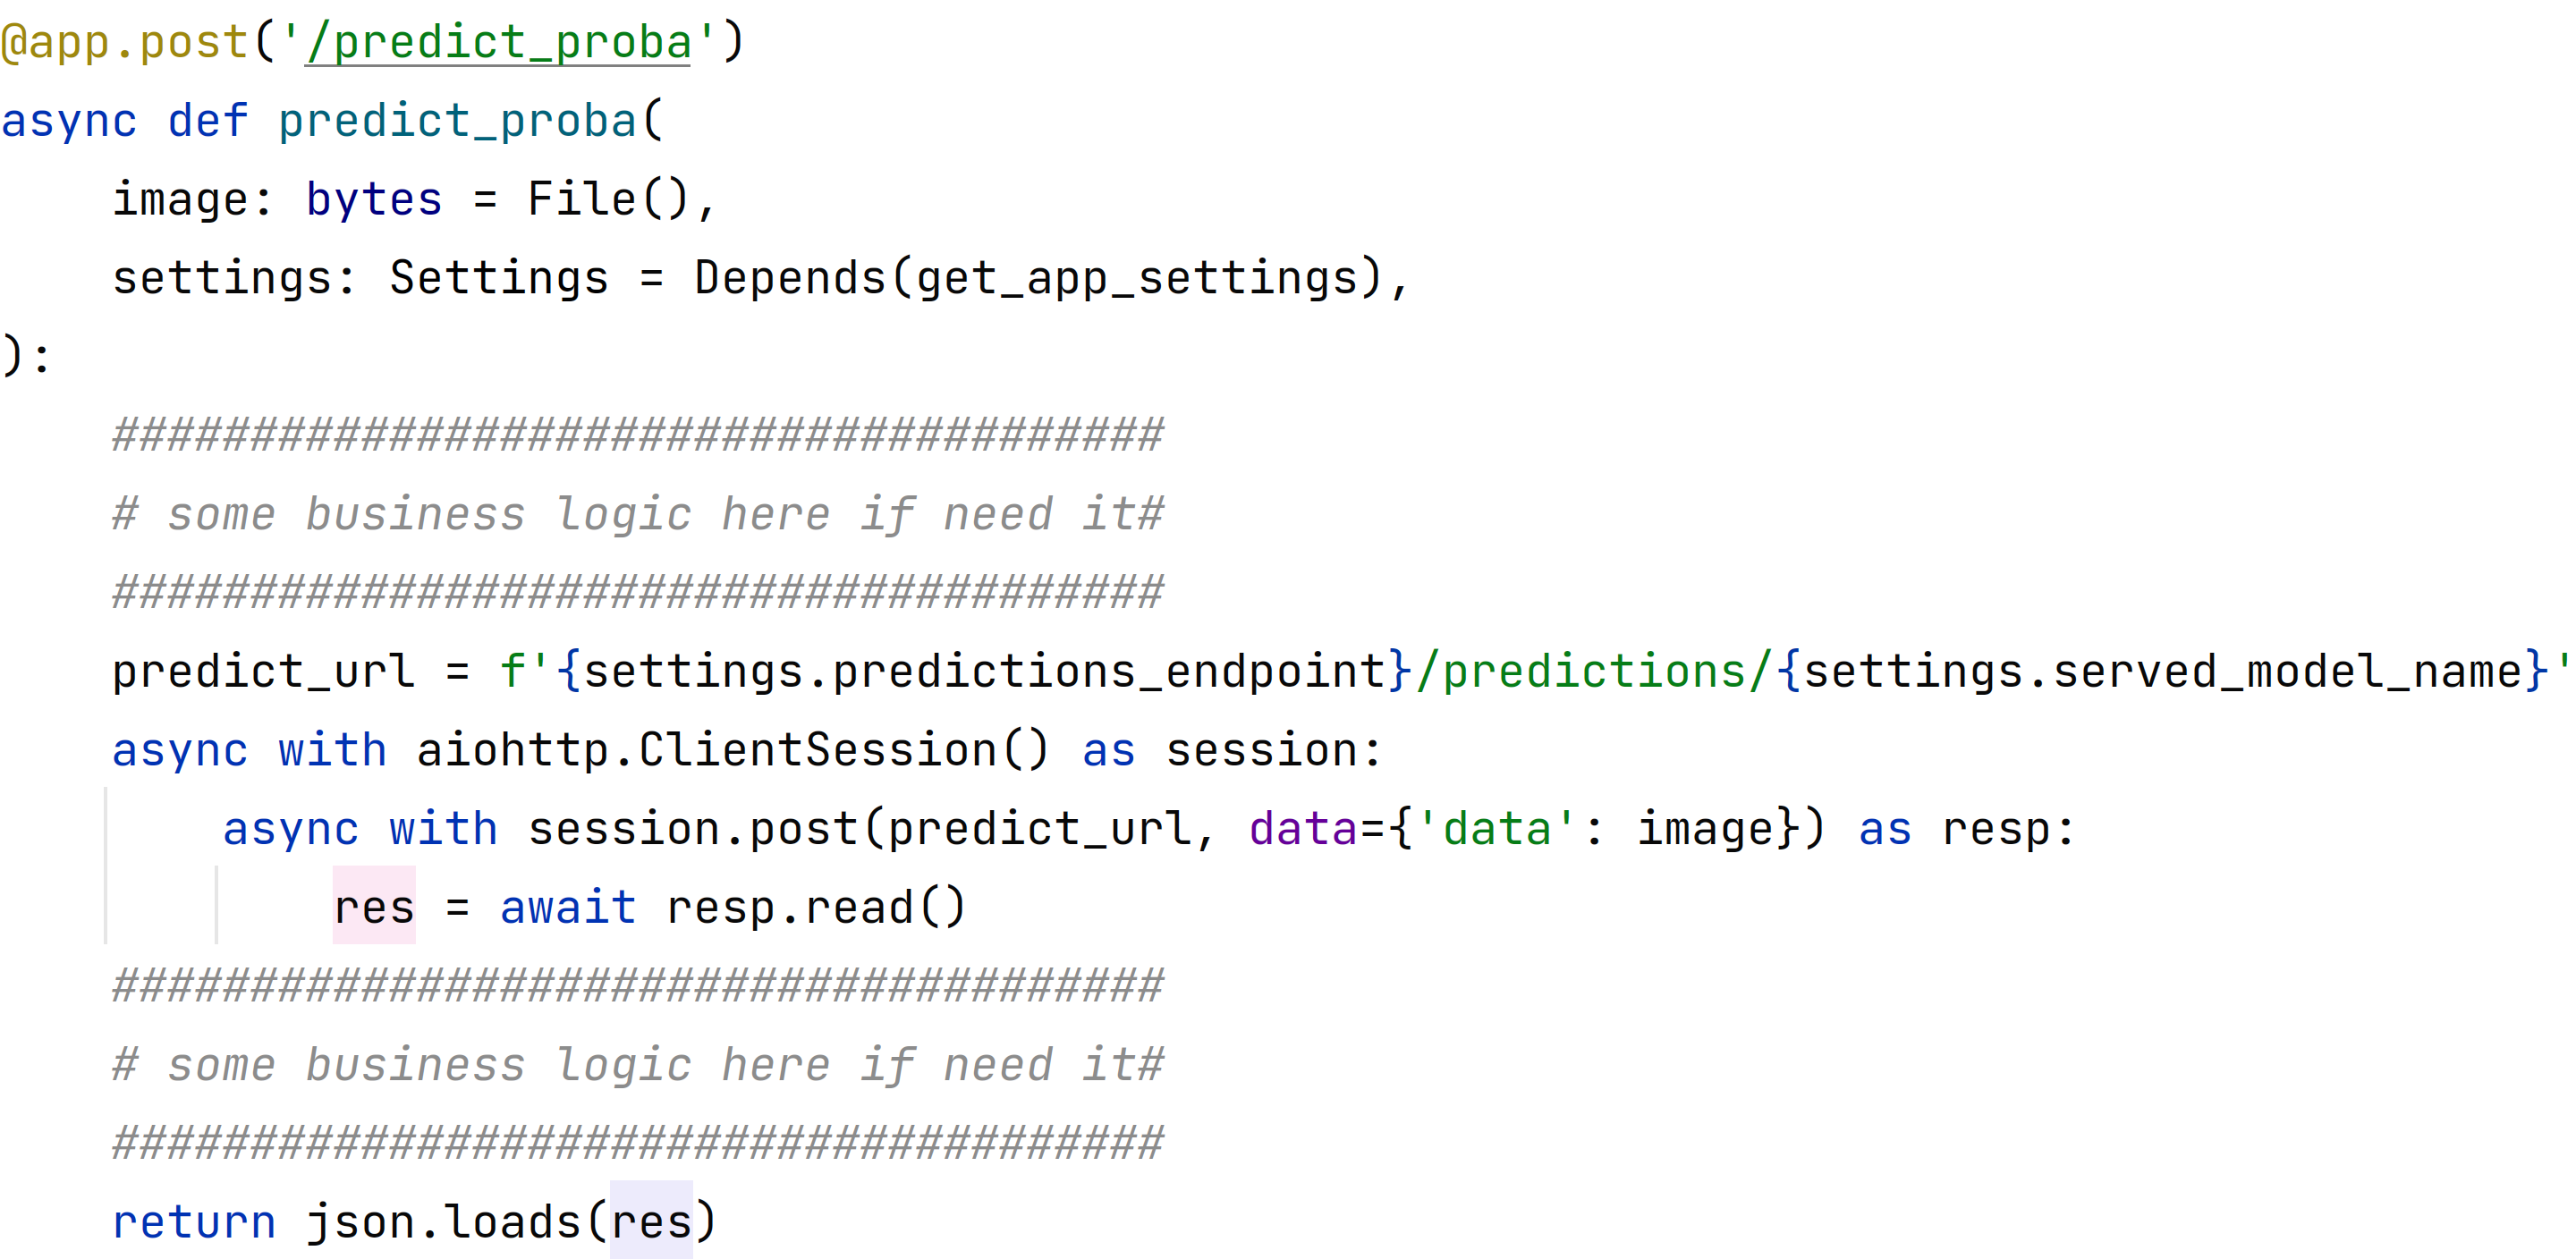 @app.post('/predict_proba')
async def predict_proba(
    image: bytes = File(),
    settings: Settings = Depends(get_app_settings),
):
    ######################################
    # some business logic here if need it#
    ######################################
    predict_url = f'{settings.predictions_endpoint}/predictions/{settings.served_model_name}'
    async with aiohttp.ClientSession() as session:
        async with session.post(predict_url, data={'data': image}) as resp:
            res = await resp.read()
    ######################################
    # some business logic here if need it#
    ######################################
    return json.loads(res)